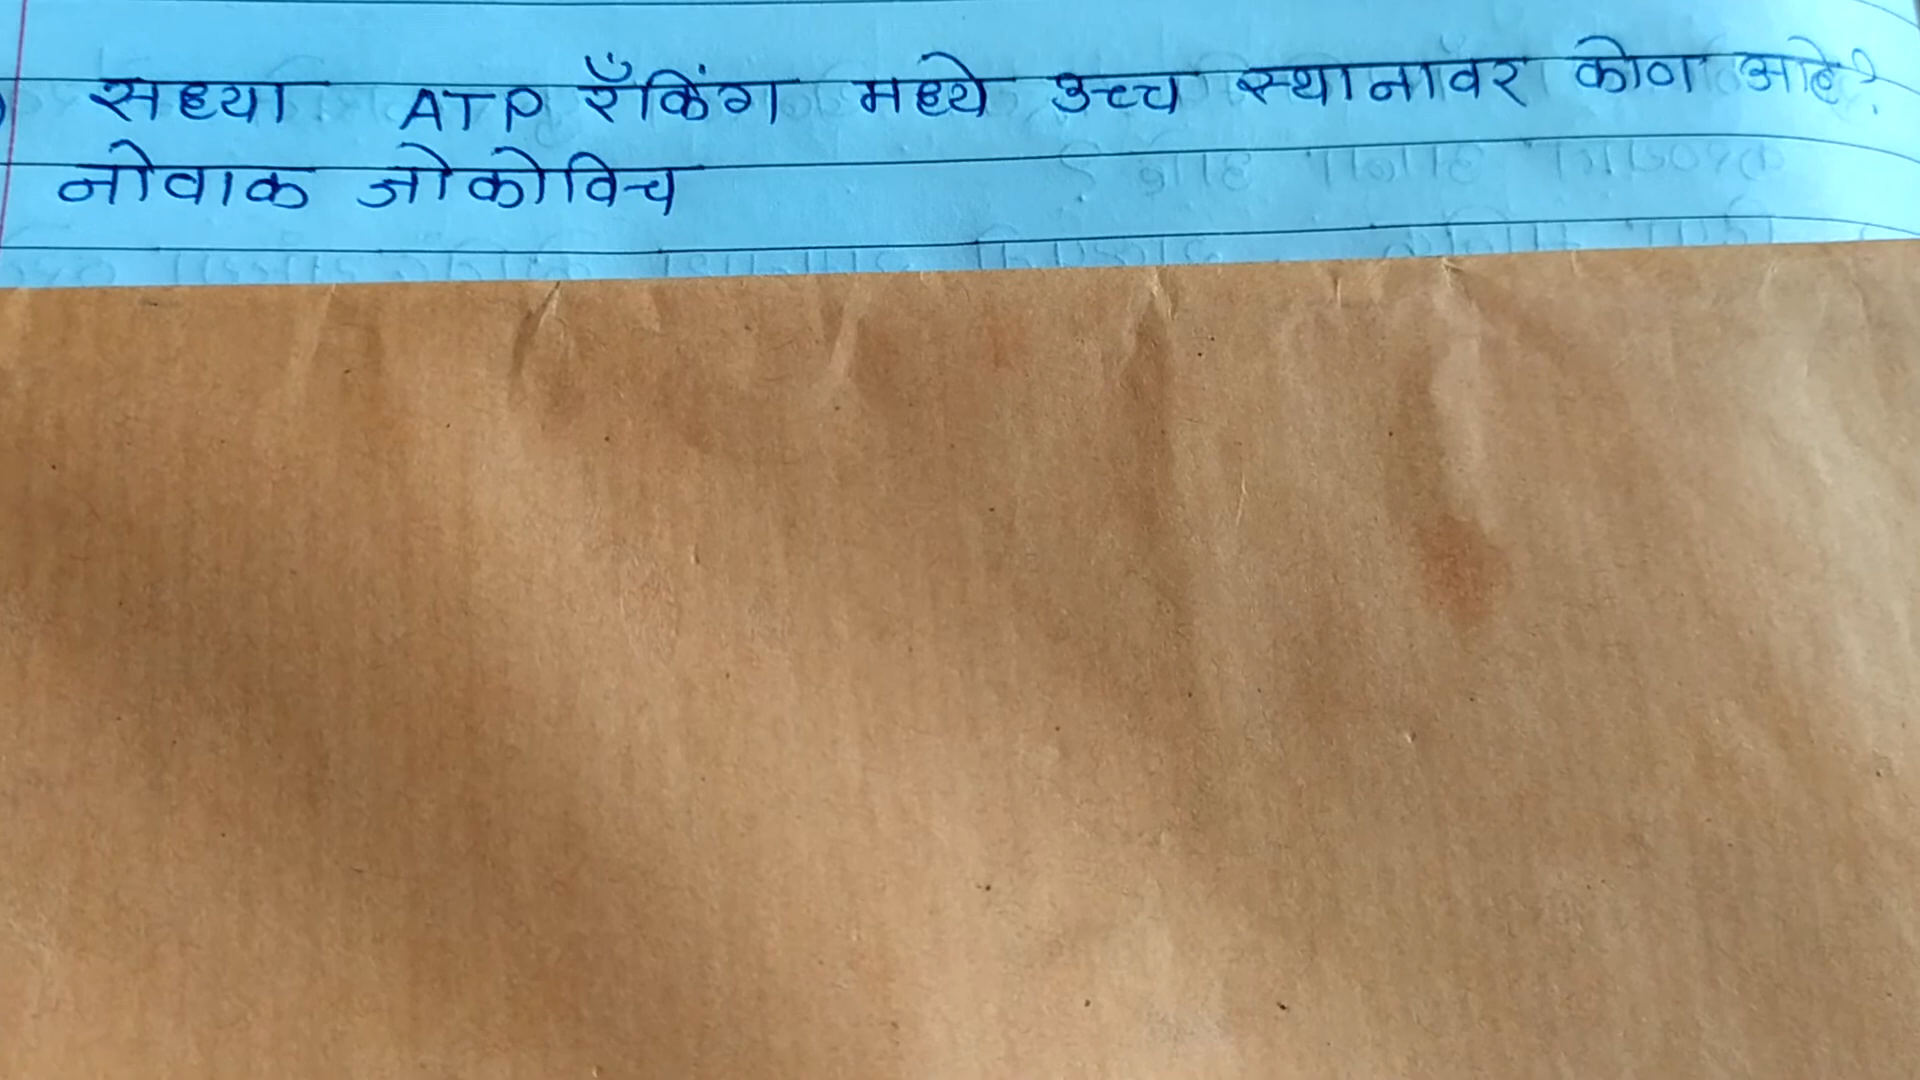 सध्या ATP रँकिंग मध्ये उच्च स्थानावर कोण आहे?
नोवाक जोकोविच